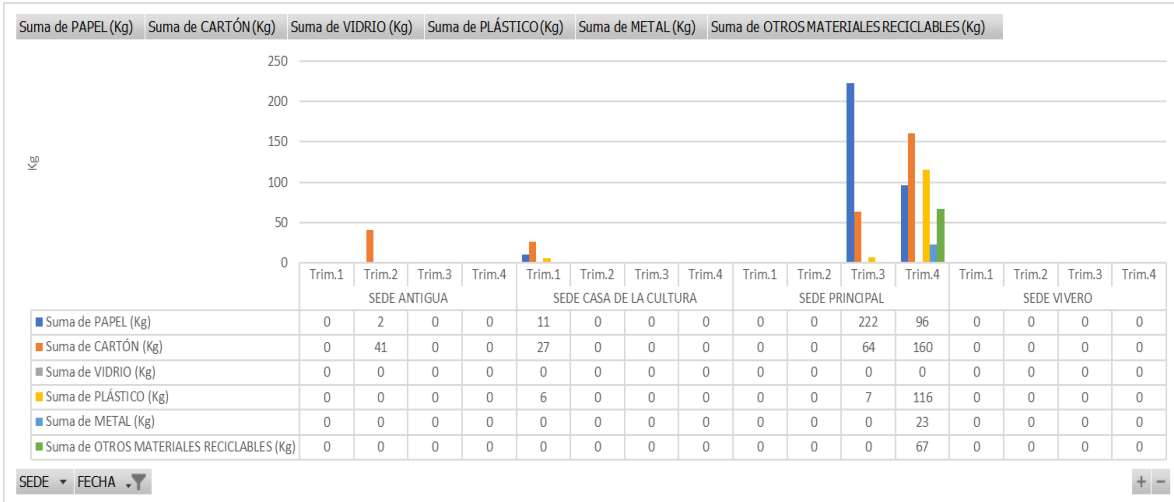 Suma de PAPEL (Kg) Suma de CARTÓN (Kg) Suma de VIDRIO (Kg) Suma de PLÁSTICO (Kg) Suma de METAL (Kg) Suma de OTROS MATERIALES RECICLABLES (Kg)
250
200
150
100
50
0
Kg
Trim.1 Trim.2 Trim.3 Trim.4 Trim.1 Trim.2 Trim.3 Trim.4 Trim.1 Trim.2 Trim.3 Trim.4 Trim.1 Trim.2 Trim.3 Trim.4
SEDE ANTIGUA SEDE CASA DE LA CULTURA SEDE PRINCIPAL SEDE VIVERO
Suma de PAPEL (Kg) 0 2 0 0 11 0 0 0 0 0 222 96 0 0 0 0
Suma de CARTÓN (Kg) 0 41 0 0 27 0 0 0 0 0 64 160 0 0 0 0
Suma de VIDRIO (Kg) 0 0 0 0 0 0 0 0 0 0 0 0 0 0 0 0
Suma de PLÁSTICO (Kg) 0 0 0 0 6 0 0 0 0 0 7 116 0 0 0 0
Suma de METAL (Kg) 0 0 0 0 0 0 0 0 0 0 0 23 0 0 0 0
Suma de OTROS MATERIALES RECICLABLES (Kg) 0 0 0 0 0 0 0 0 0 0 0 67 0 0 0 0
SEDE FECHA + −